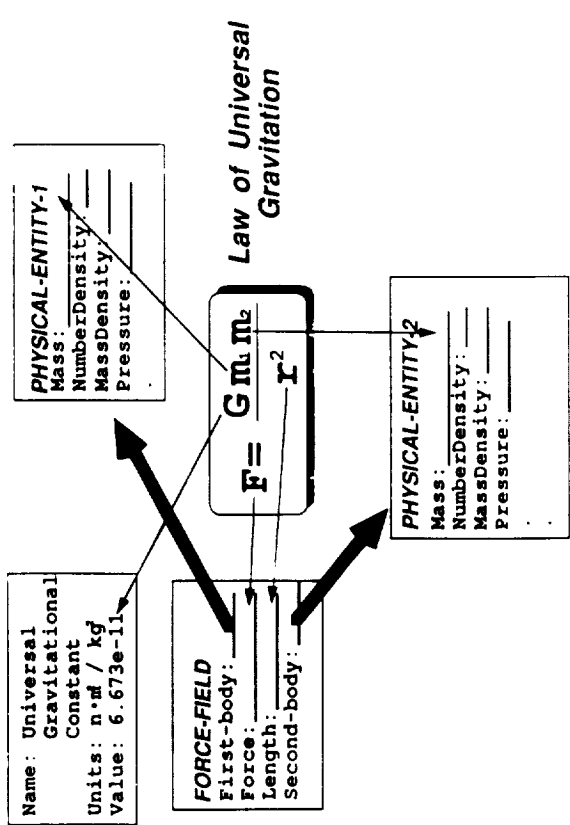 Name: Universal
Gravitational
Constant
Units: n·m² / kg²
Value: 6.673e-11
PHYSICAL-ENTITY-1
Mass:
NumberDensity:
MassDensity:
Pressure:
FORCE-FIELD
First-body:
Force:
Length:
Second-body:
F= G m₁ m₂
r²
Law of Universal
Gravitation
PHYSICAL-ENTITY-2
Mass:
NumberDensity:
MassDensity:
Pressure: